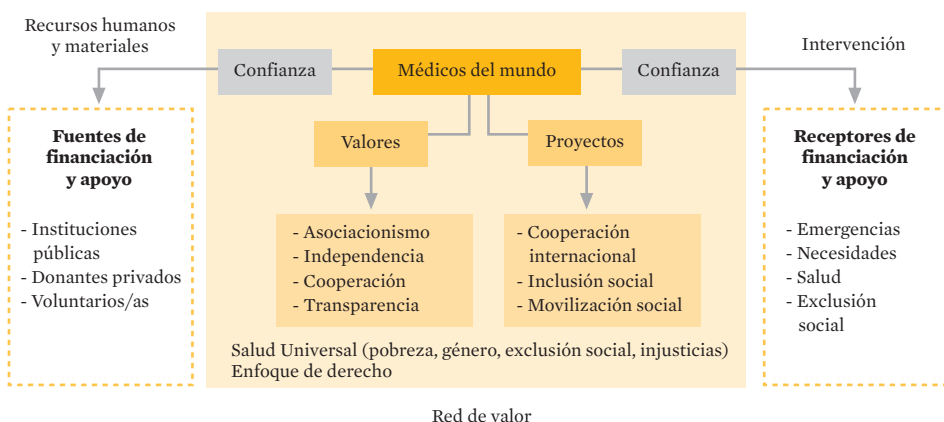 Recursos humanos
y materiales
Confianza
Médicos del mundo
Confianza
Intervención
Fuentes de
financiación
y apoyo
- Instituciones
públicas
- Donantes privados
- Voluntarios/as
Valores
- Asociacionismo
- Independencia
- Cooperación
- Transparencia
Proyectos
- Cooperación
internacional
- Inclusión social
- Movilización social
Receptores de
financiación
y apoyo
- Emergencias
- Necesidades
- Salud
- Exclusión
social
Salud Universal (pobreza, género, exclusión social, injusticias)
Enfoque de derecho
Red de valor